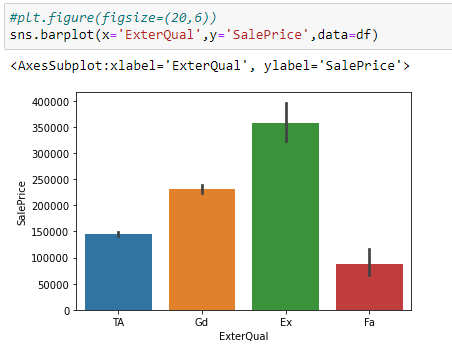 #plt.figure(figsize=(20,6))
sns.barplot(x='ExterQual',y='SalePrice',data=df)
<AxesSubplot:xlabel='ExterQual', ylabel='SalePrice'>
400000
350000
300000
250000
200000
150000
100000
50000
0
SalePrice
TA Gd Ex Fa
ExterQual